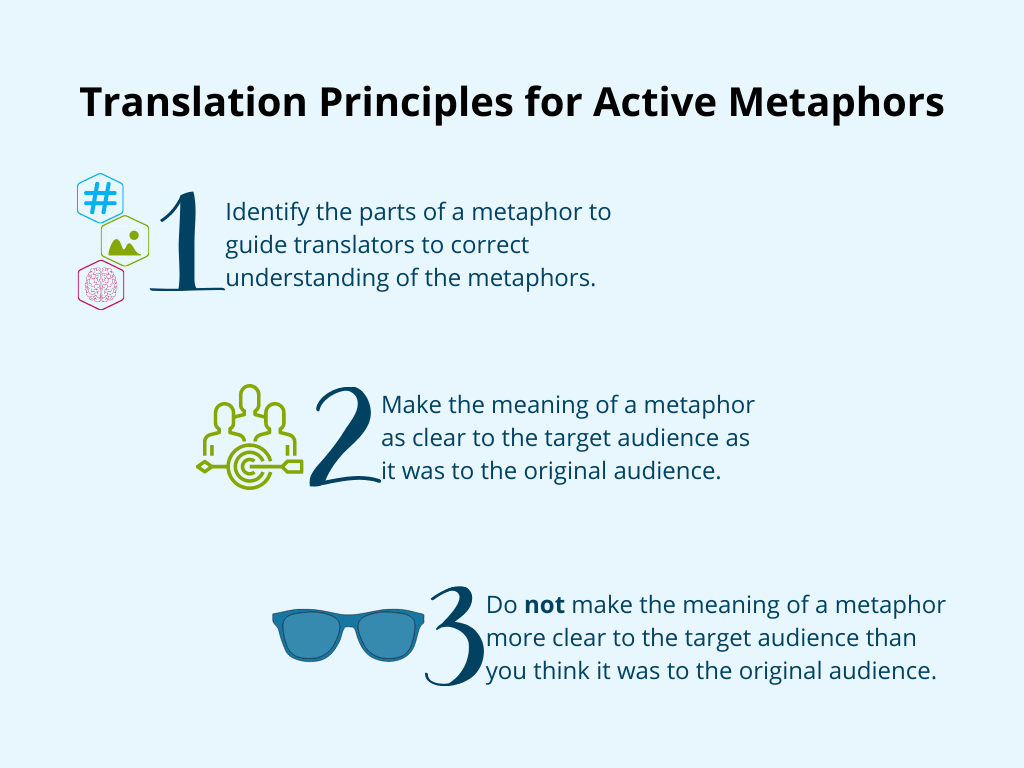 Translation Principles for Active Metaphors
#
1
Identify the parts of a metaphor to
guide translators to correct
understanding of the metaphors.
2
Make the meaning of a metaphor
as clear to the target audience as
it was to the original audience.
3
Do not make the meaning of a metaphor
more clear to the target audience than
you think it was to the original audience.